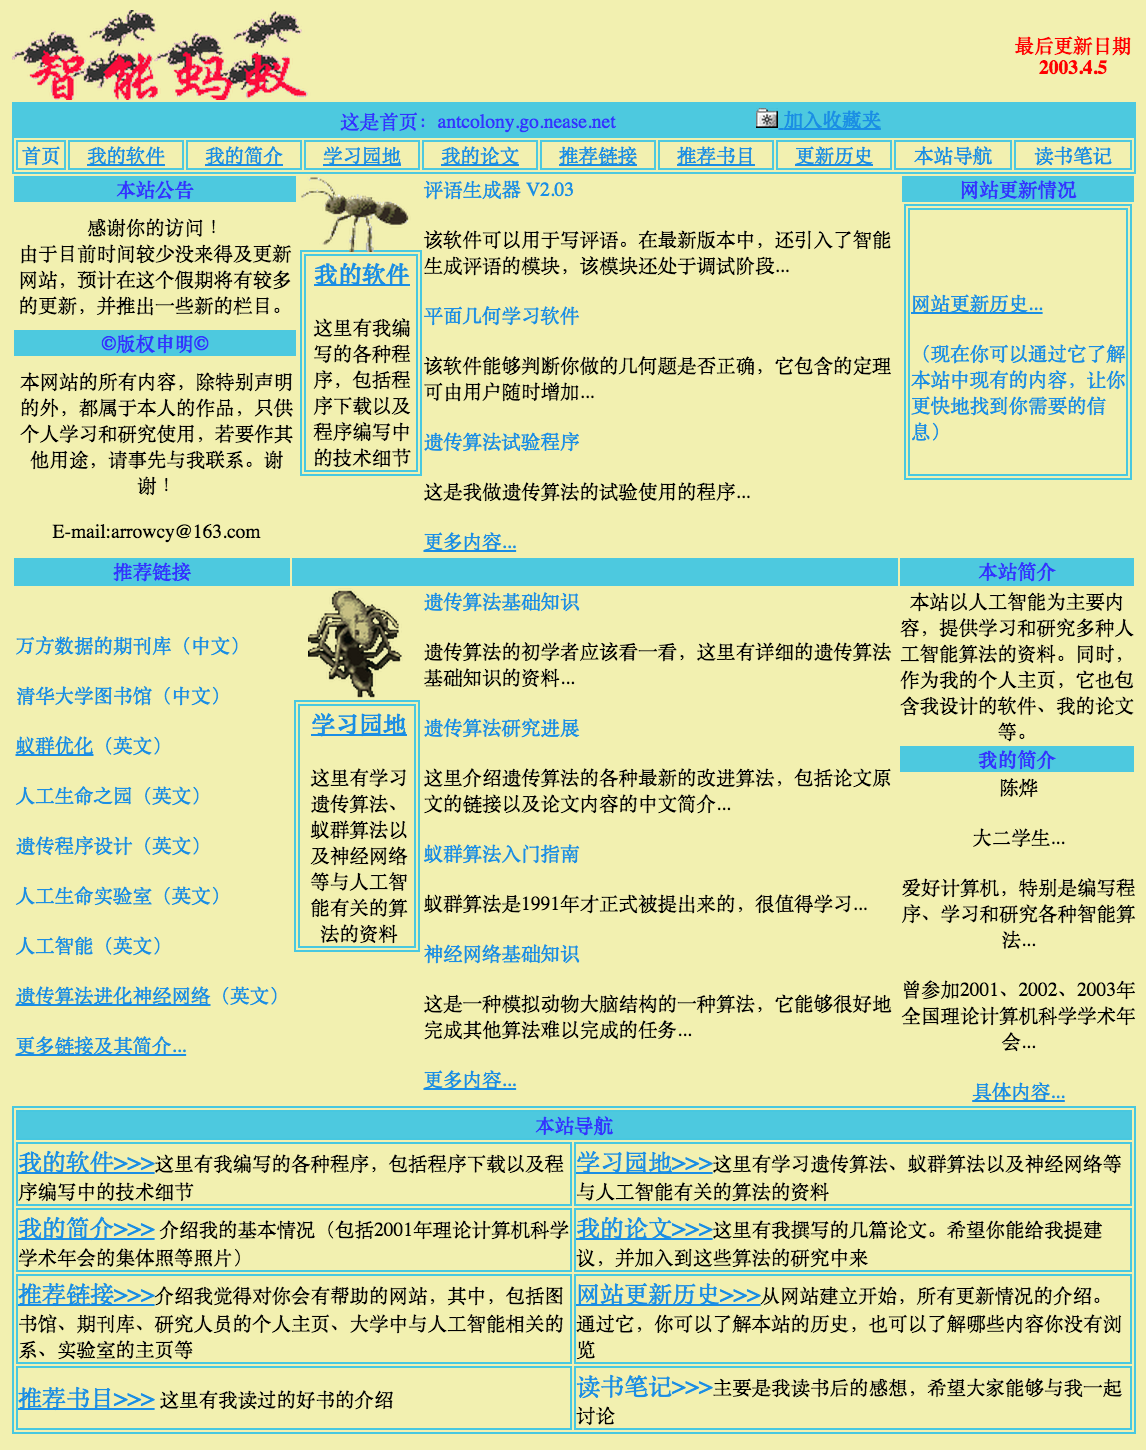 智能蚂蚁
最后更新日期
2003.4.5
这是首页：antcolony.go.nease.net
加入收藏夹
首页 我的软件 我的简介 学习园地 我的论文 推荐链接 推荐书目 更新历史 本站导航 读书笔记
本站公告
感谢你的访问！
由于目前时间较少没来得及更新
网站，预计在这个假期将有较多
的更新，并推出一些新的栏目。
©版权申明©
本网站的所有内容，除特别声明
的外，都属于本人的作品，只供
个人学习和研究使用，若要作其
他用途，请事先与我联系。谢
谢！
E-mail:arrowcy@163.com
我的软件
这里有我编
写的各种程
序，包括程
序下载以及
程序编写中
的技术细节
评语生成器 V2.03
该软件可以用于写评语。在最新版本中，还引入了智能
生成评语的模块，该模块还处于调试阶段...
平面几何学习软件
该软件能够判断你做的几何题是否正确，它包含的定理
可由用户随时增加...
遗传算法试验程序
这是我做遗传算法的试验使用的程序...
更多内容...
网站更新情况
网站更新历史...
（现在你可以通过它了解
本站中现有的内容，让你
更快地找到你需要的信
息）
推荐链接
万方数据的期刊库（中文）
清华大学图书馆（中文）
蚁群优化（英文）
人工生命之园（英文）
遗传程序设计（英文）
人工生命实验室（英文）
人工智能（英文）
遗传算法进化神经网络（英文）
更多链接及其简介...
学习园地
这里有学习
遗传算法、
蚁群算法以
及神经网络
等与人工智
能有关的算
法的资料
遗传算法基础知识
遗传算法的初学者应该看一看，这里有详细的遗传算法
基础知识的资料...
遗传算法研究进展
这里介绍遗传算法的各种最新的改进算法，包括论文原
文的链接以及论文内容的中文简介...
蚁群算法入门指南
蚁群算法是1991年才正式被提出来的，很值得学习...
神经网络基础知识
这是一种模拟动物大脑结构的一种算法，它能够很好地
完成其他算法难以完成的任务...
更多内容...
本站简介
本站以人工智能为主要内
容，提供学习和研究多种人
工智能算法的资料。同时，
作为我的个人主页，它也包
含我设计的软件、我的论文
等。
我的简介
陈烨
大二学生...
爱好计算机，特别是编写程
序、学习和研究各种智能算
法...
曾参加2001、2002、2003年
全国理论计算机科学学术年
会...
具体内容...
本站导航
我的软件>>>这里有我编写的各种程序，包括程序下载以及程
序编写中的技术细节
学习园地>>>这里有学习遗传算法、蚁群算法以及神经网络等
与人工智能有关的算法的资料
我的简介>>> 介绍我的基本情况（包括2001年理论计算机科学
学术年会的集体照等照片）
我的论文>>>这里有我撰写的几篇论文。希望你能给我提建
议，并加入到这些算法的研究中来
推荐链接>>>介绍我觉得对你会有帮助的网站，其中，包括图
书馆、期刊库、研究人员的个人主页、大学中与人工智能相关的
系、实验室的主页等
网站更新历史>>>从网站建立开始，所有更新情况的介绍。
通过它，你可以了解本站的历史，也可以了解哪些内容你没有浏
览
推荐书目>>> 这里有我读过的好书的介绍
读书笔记>>>主要是我读书后的感想，希望大家能够与我一起
讨论